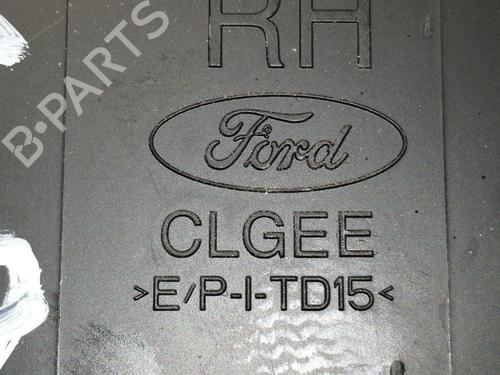 B-PARTS
RH
Ford
CLGEE
>E/P-I-TD15<